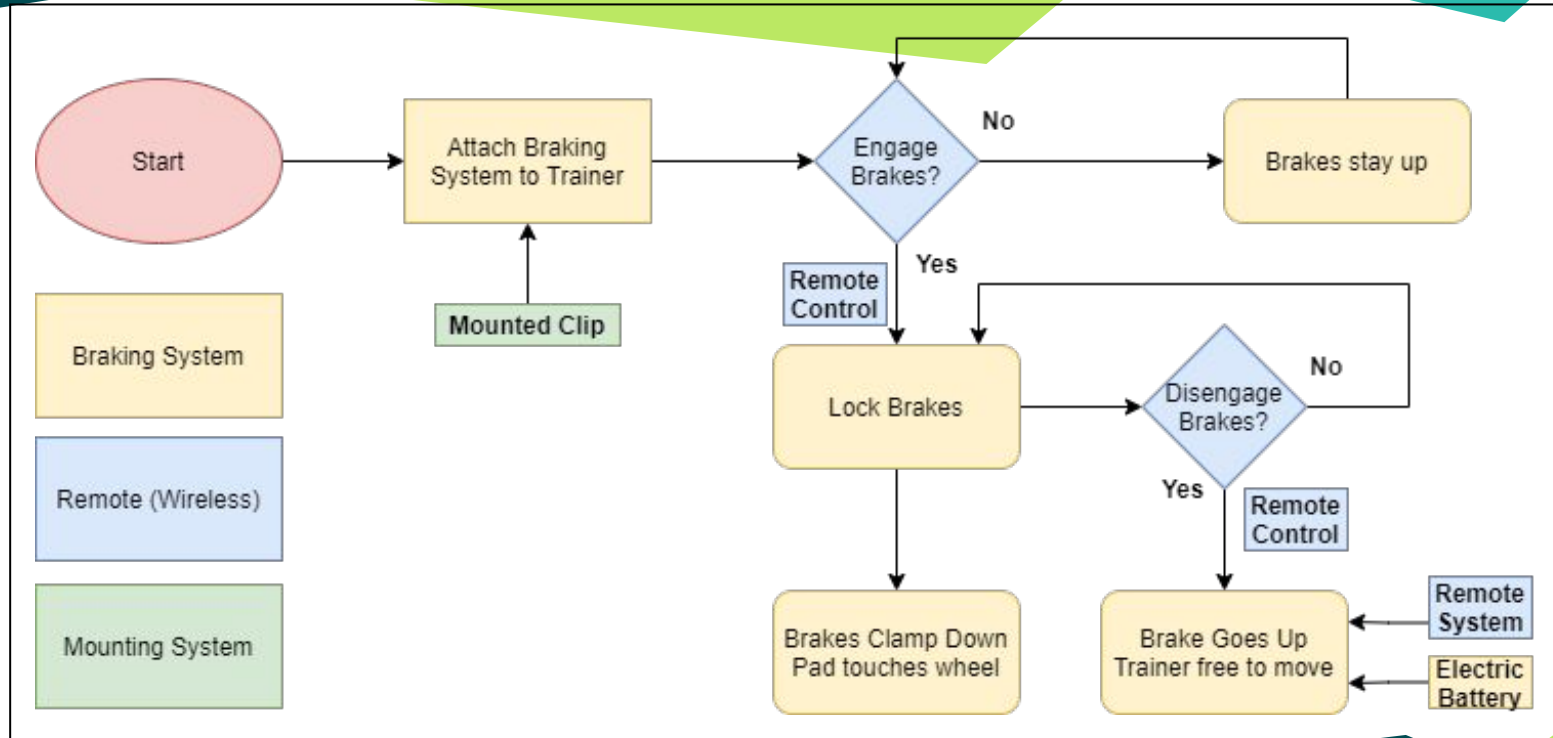 Start
Attach Braking
System to Trainer
Engage
Brakes?
No
Brakes stay up
Yes
Remote
Control
Mounted Clip
Braking System
Lock Brakes
Disengage
Brakes?
No
Yes
Remote
Control
Remote (Wireless)
Mounting System
Brakes Clamp Down
Pad touches wheel
Brake Goes Up
Trainer free to move
Remote
System
Electric
Battery